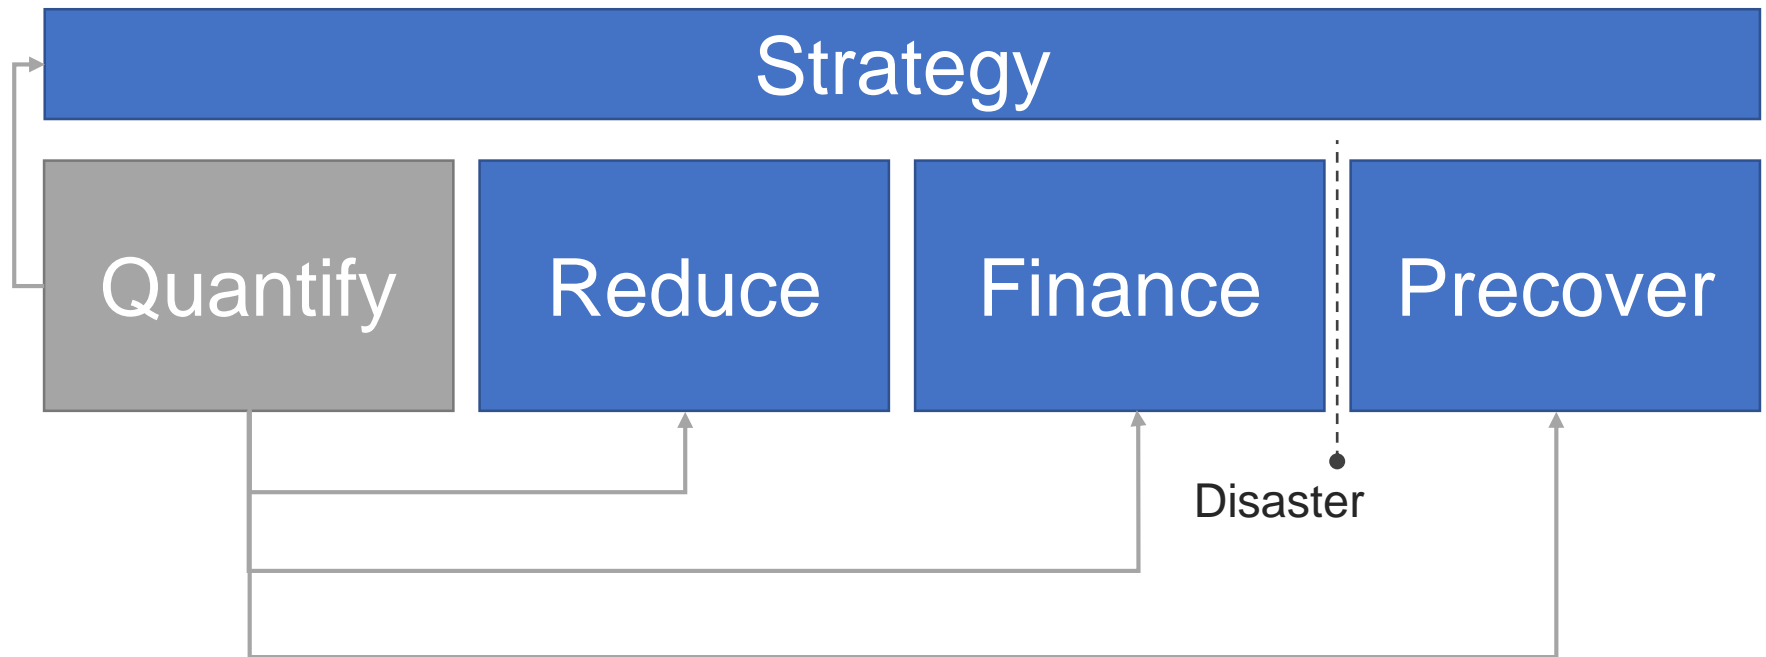 Strategy
Quantify
Reduce
Finance
Precover
Disaster